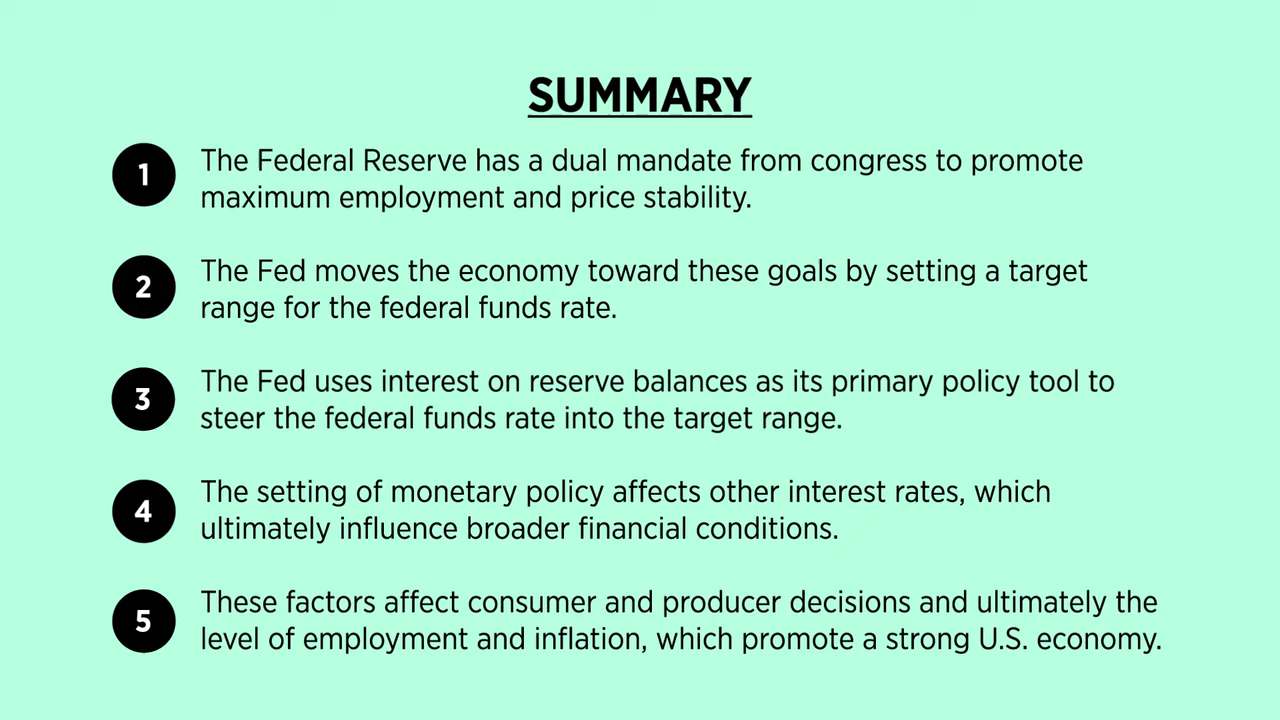 SUMMARY
1
The Federal Reserve has a dual mandate from congress to promote
maximum employment and price stability.
2
The Fed moves the economy toward these goals by setting a target
range for the federal funds rate.
3
The Fed uses interest on reserve balances as its primary policy tool to
steer the federal funds rate into the target range.
4
The setting of monetary policy affects other interest rates, which
ultimately influence broader financial conditions.
5
These factors affect consumer and producer decisions and ultimately the
level of employment and inflation, which promote a strong U.S. economy.